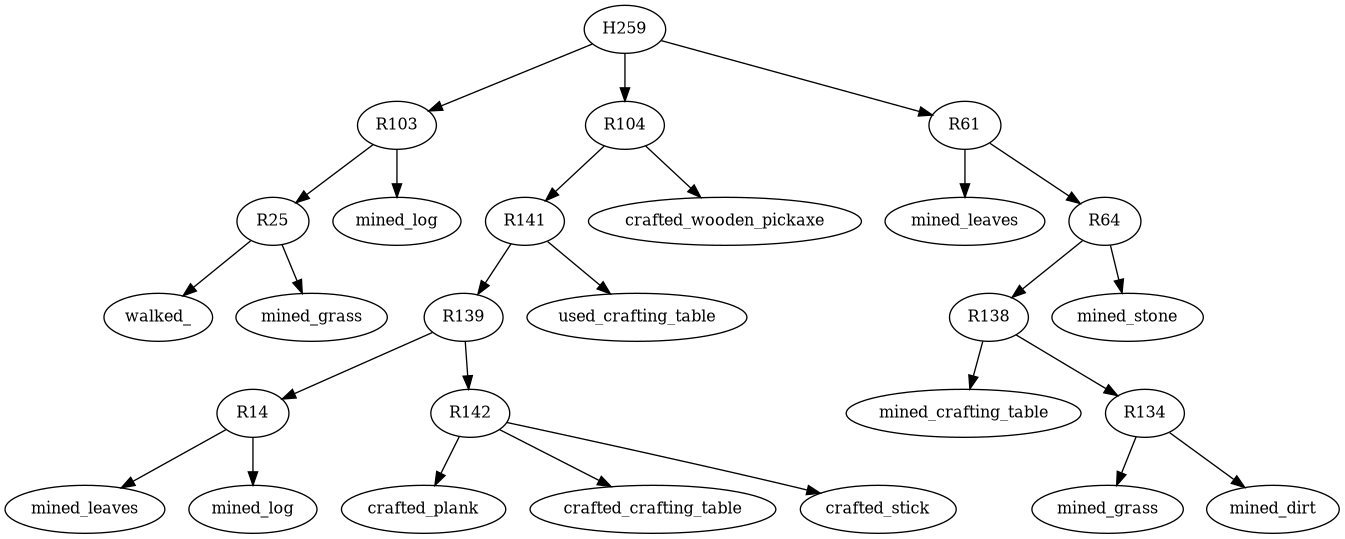 H259
R103 R104 R61
R25 mined_log R141 crafted_wooden_pickaxe mined_leaves R64
walked_ mined_grass R139 used_crafting_table R138 mined_stone
R14 R142 mined_crafting_table R134
mined_leaves mined_log crafted_plank crafted_crafting_table crafted_stick mined_grass mined_dirt